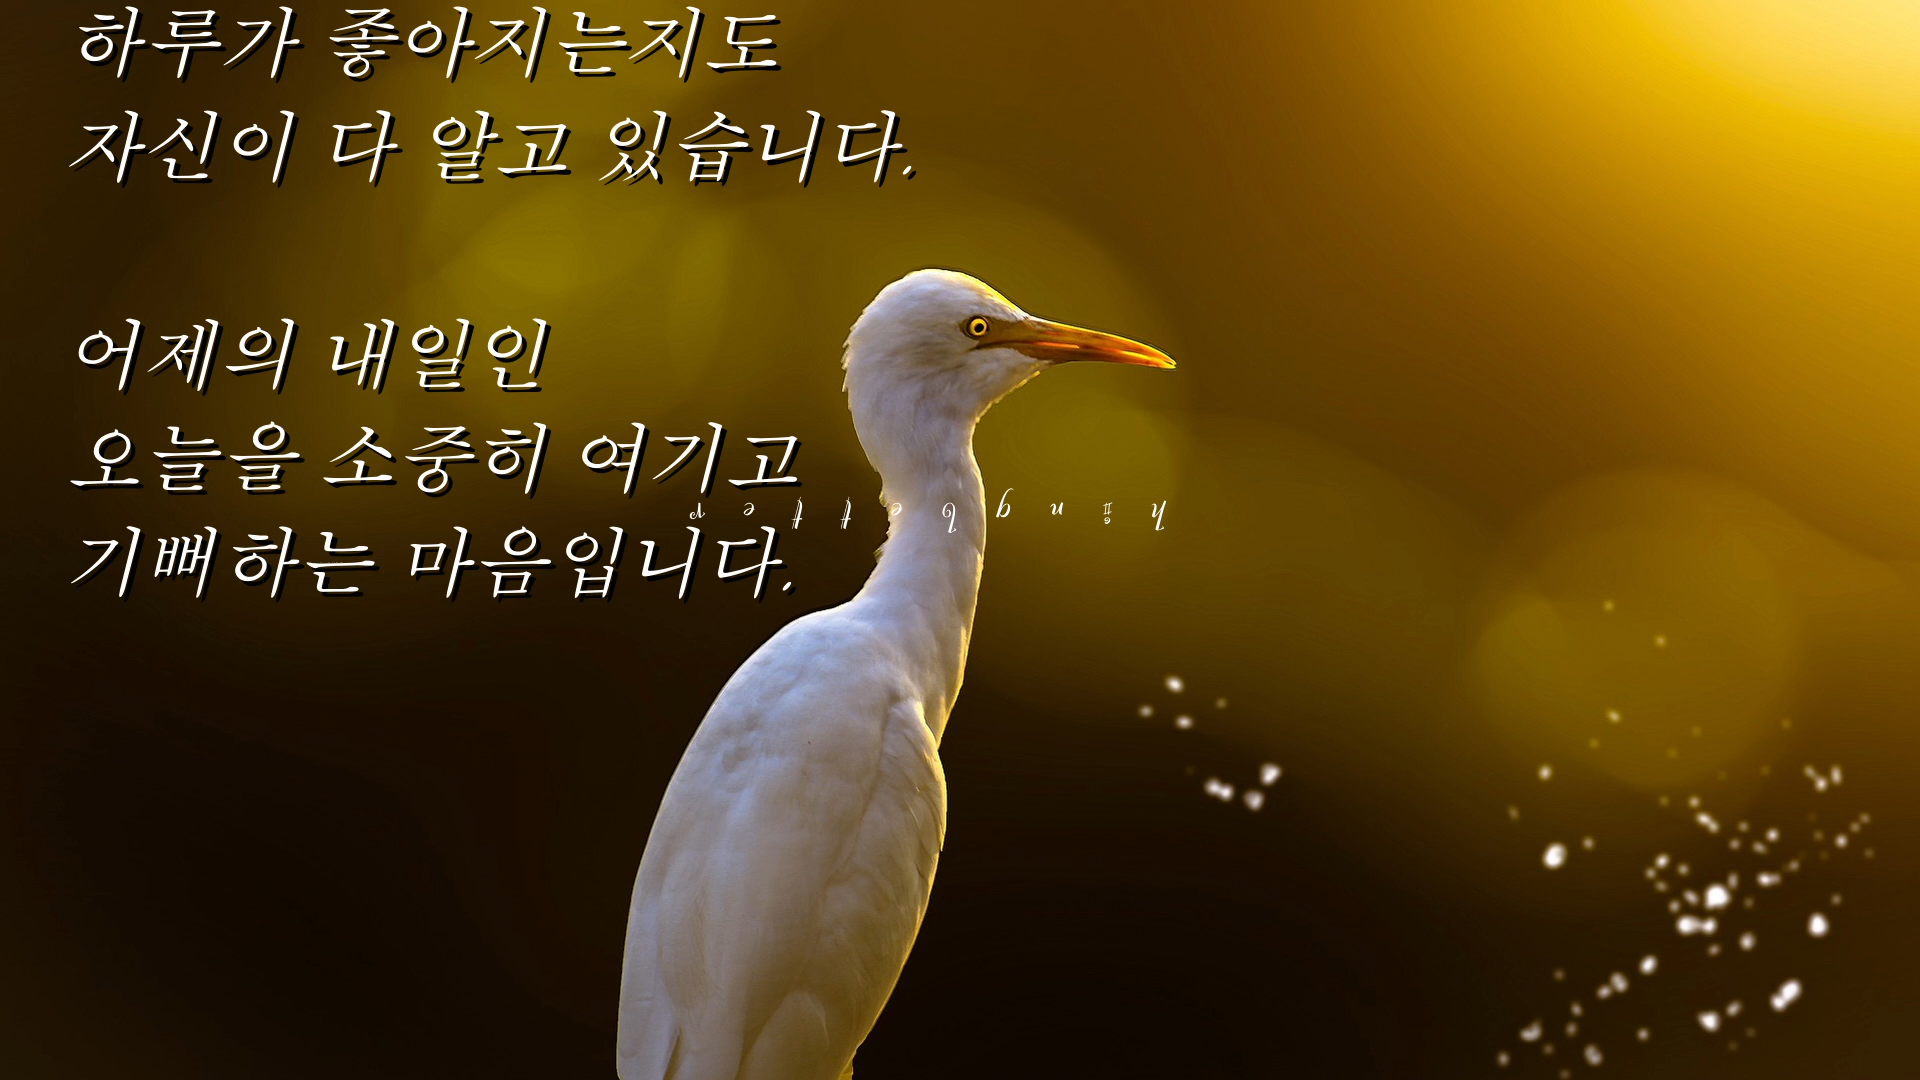 하루가 좋아지는지도
자신이 다 알고 있습니다.
어제의 내일인
오늘을 소중히 여기고
기뻐하는 마음입니다.